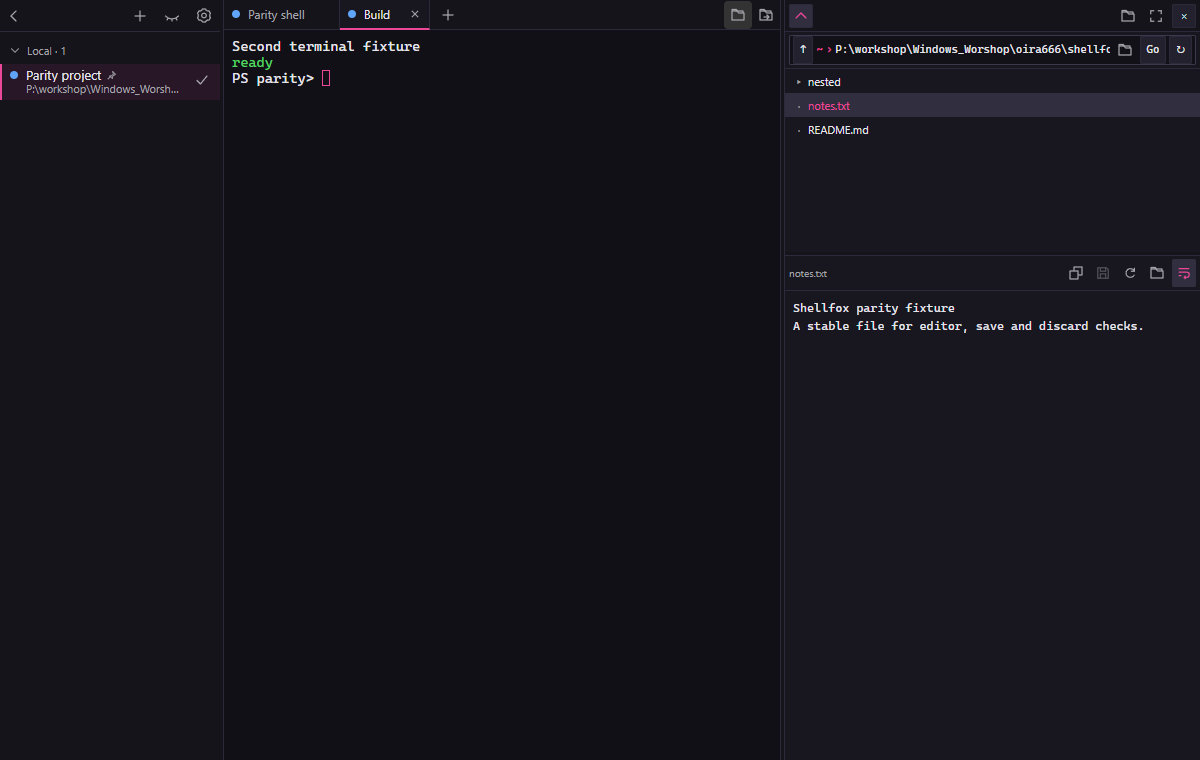 Local · 1
Parity project
P:\workshop\Windows_Worsh...
Parity shell
Build
Second terminal fixture
ready
PS parity>
~ › P:\workshop\Windows_Worshop\oira666\shellfo
Go
nested
notes.txt
README.md
notes.txt
Shellfox parity fixture
A stable file for editor, save and discard checks.